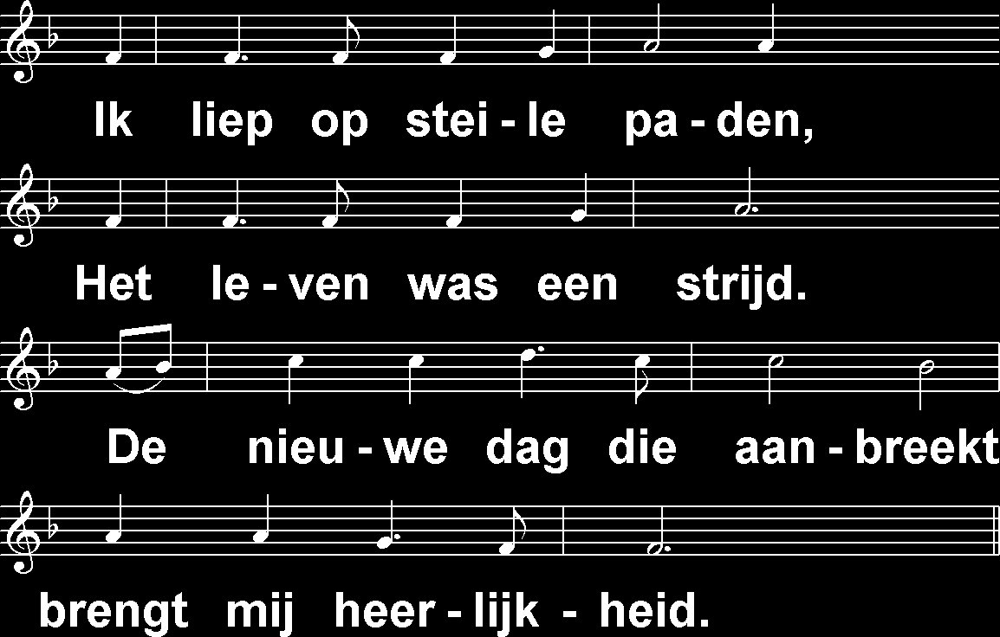 Ik liep op stei - le pa - den,
Het le - ven was een strijd.
De nieu - we dag die aan - breekt
brengt mij heer - lijk - heid.